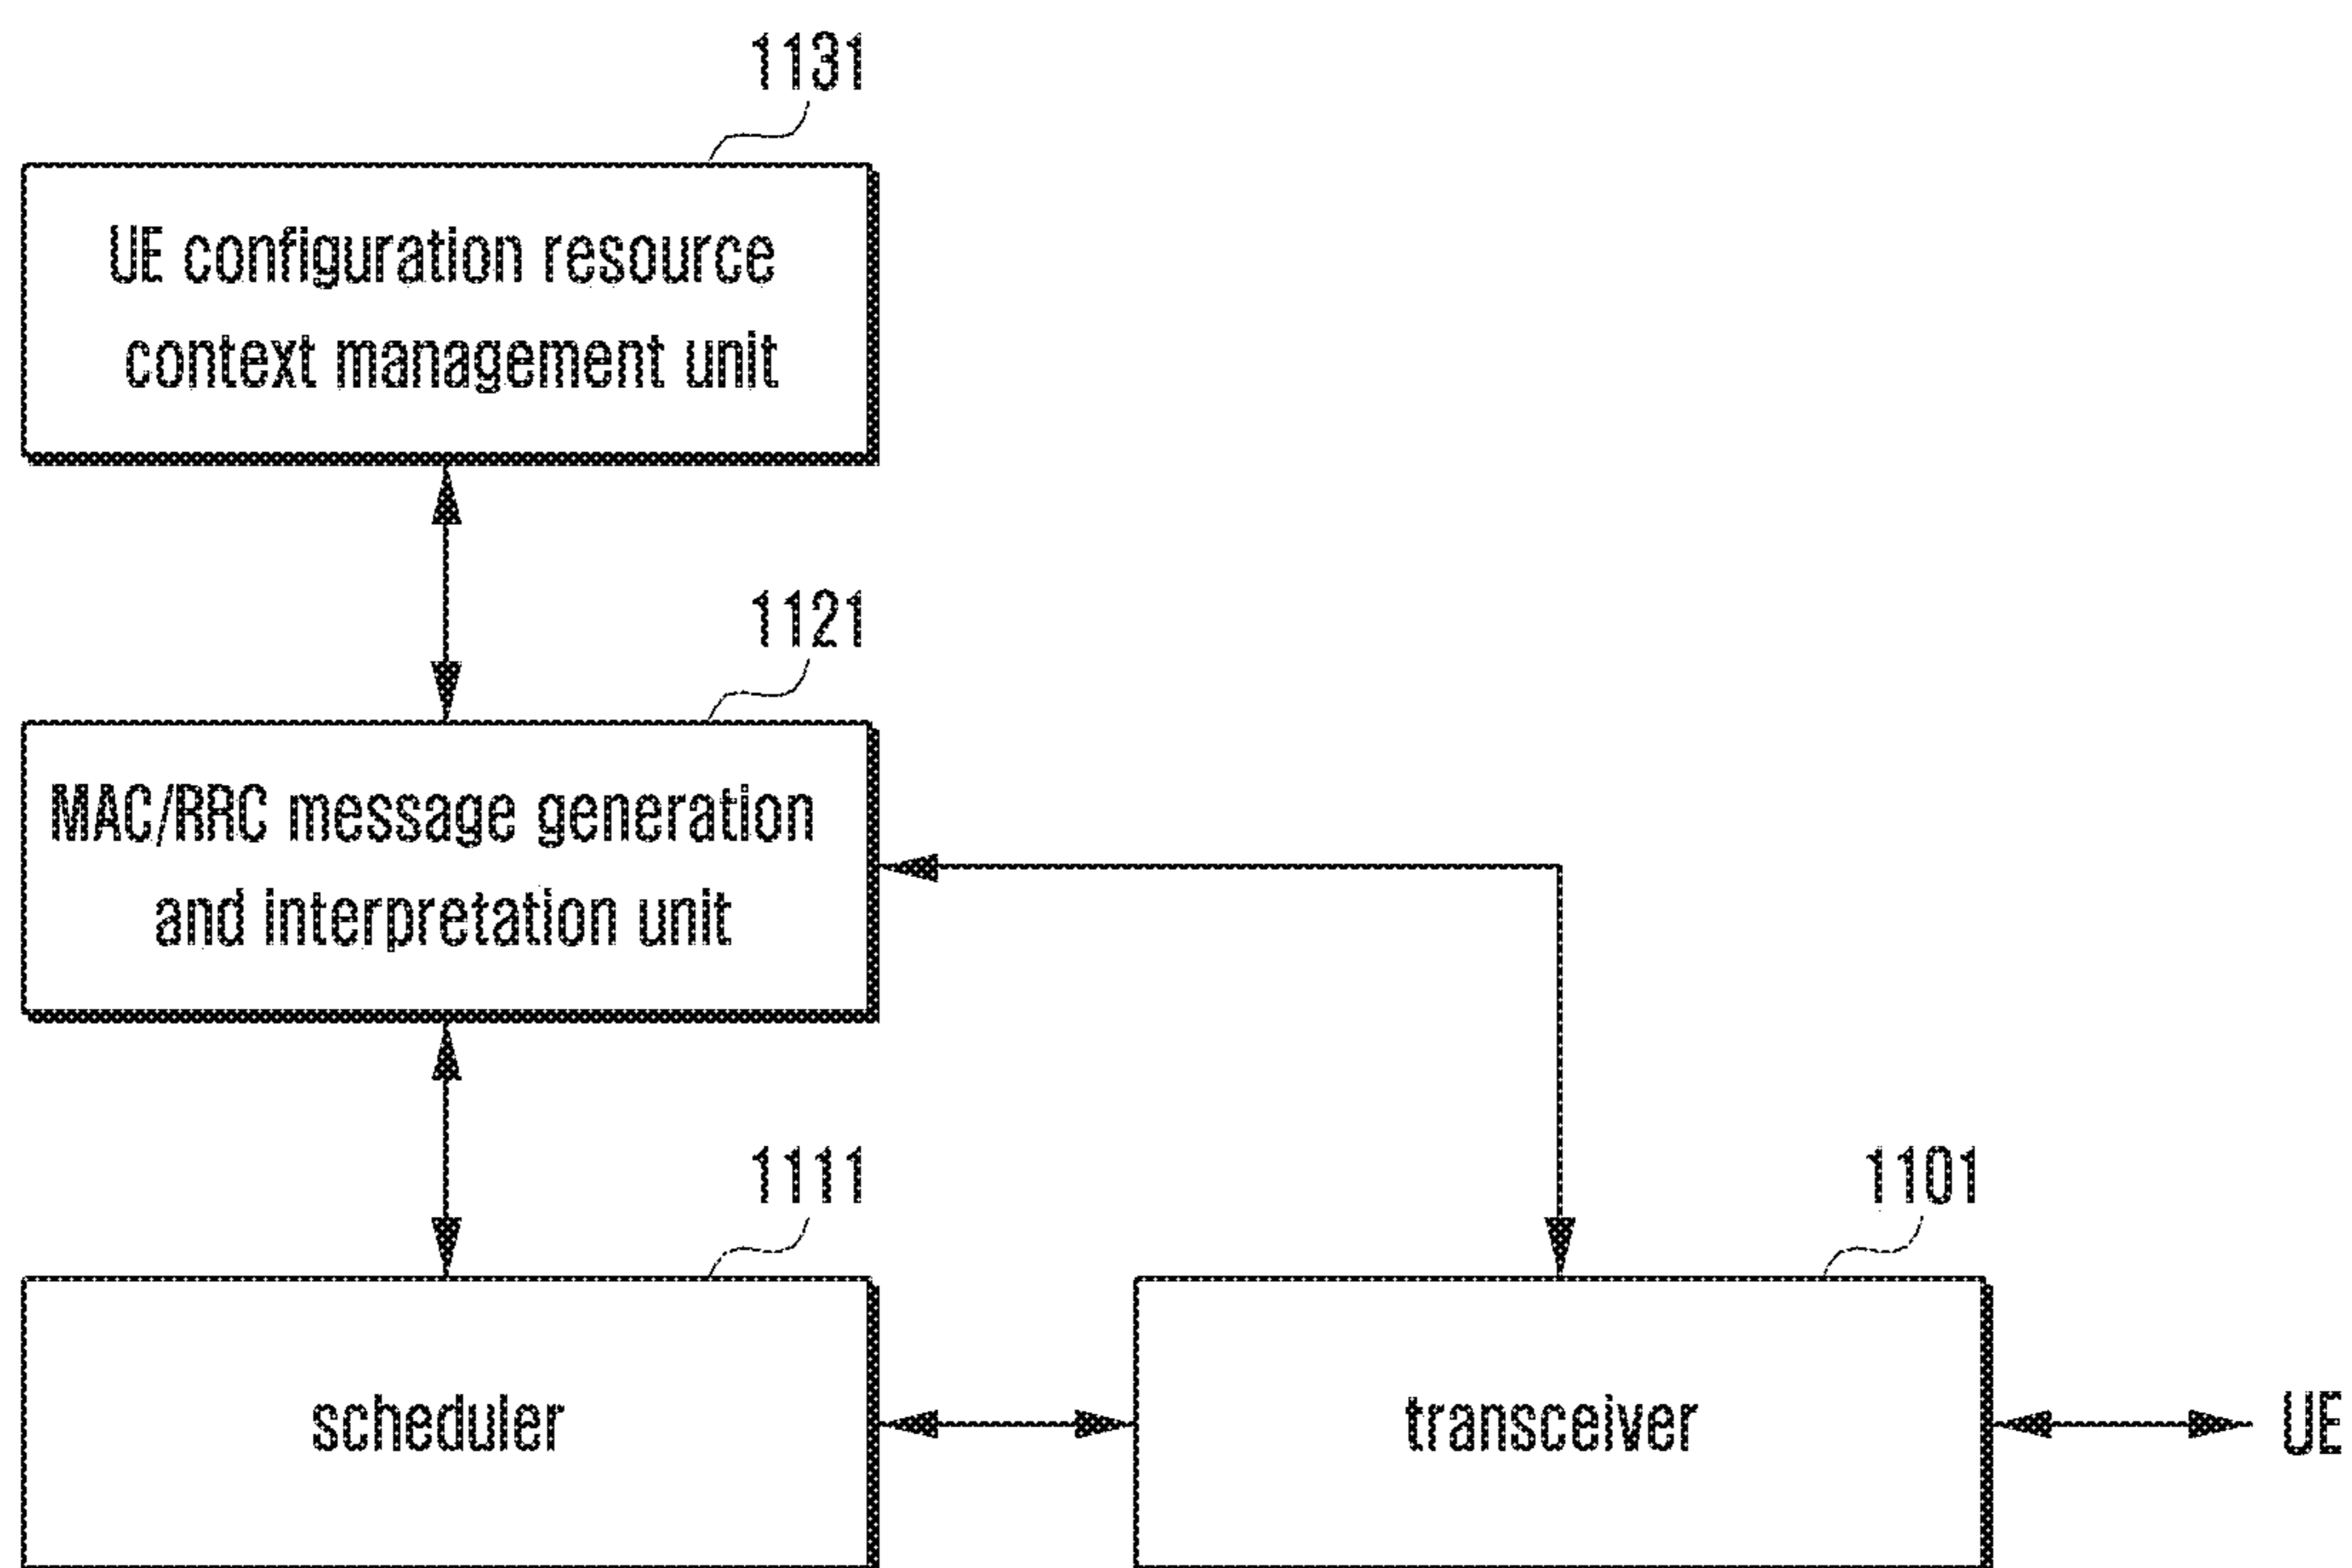 1131
UE configuration resource
context management unit
1121
MAC/RRC message generation
and interpretation unit
1111
1101
scheduler
transceiver
UE